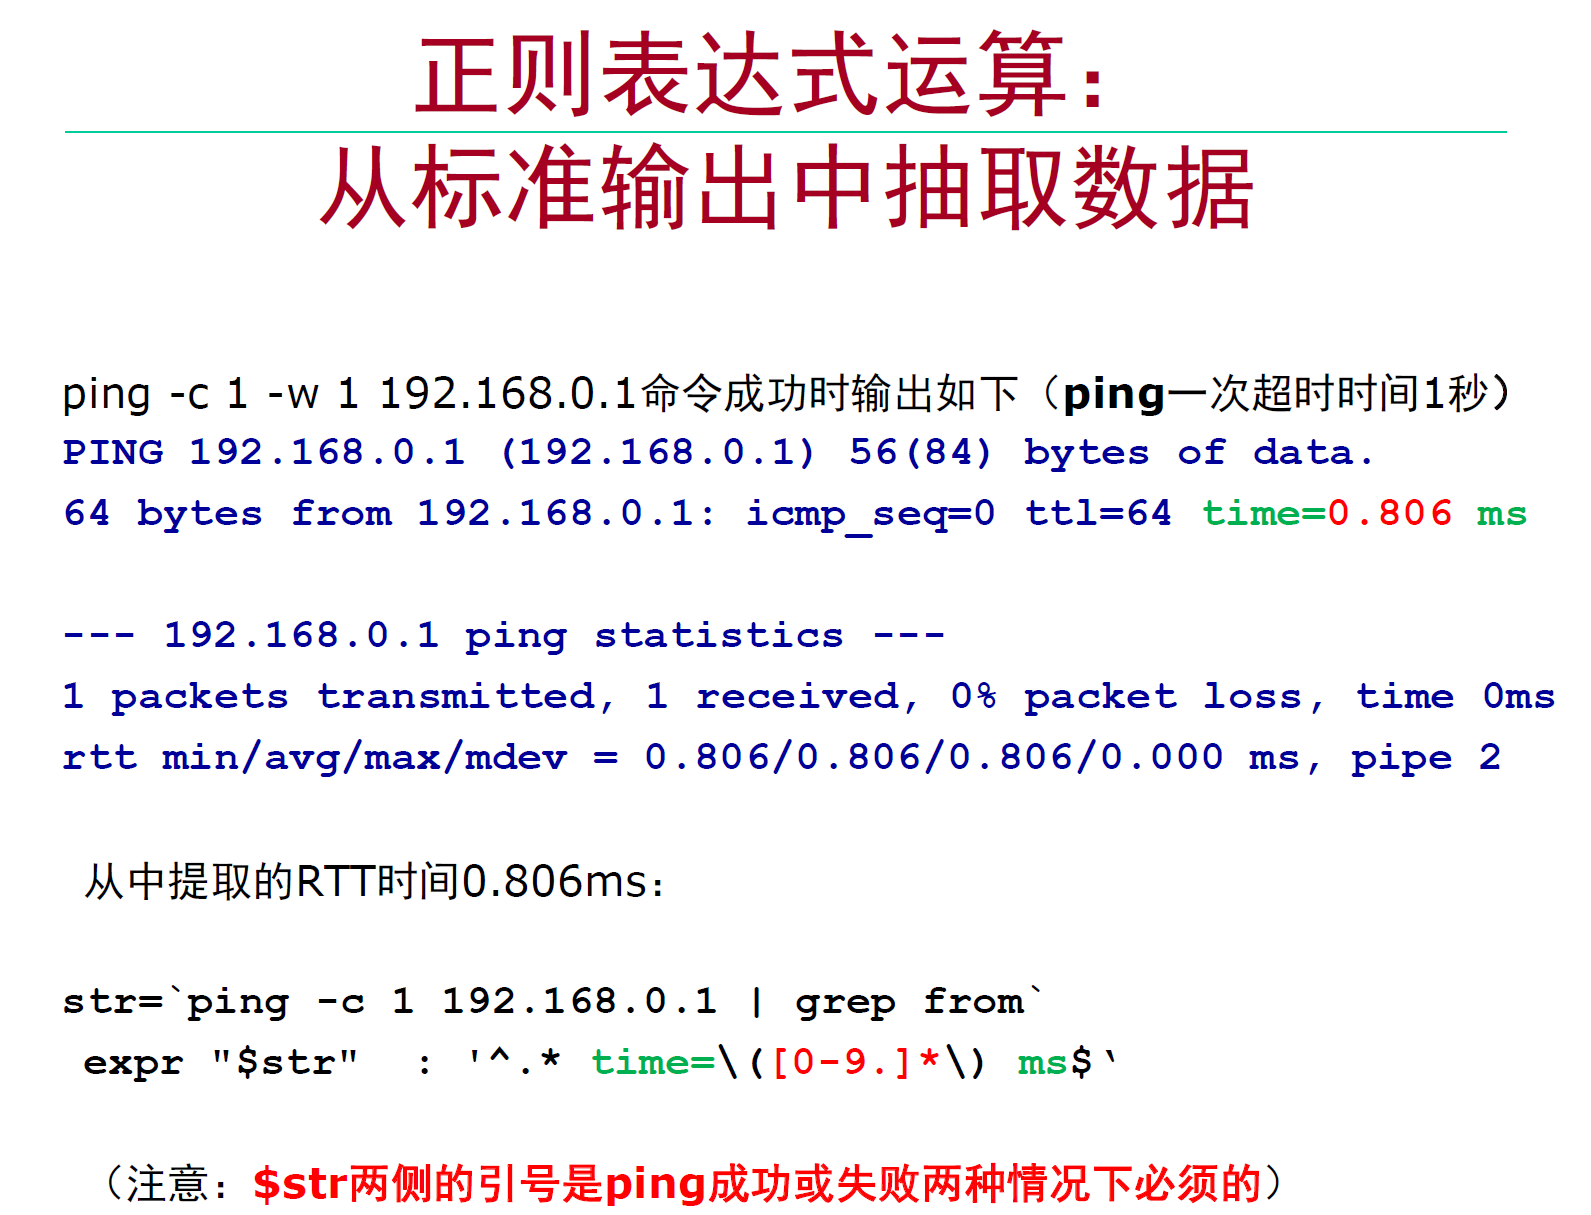 正则表达式运算：
从标准输出中抽取数据
ping -c 1 -w 1 192.168.0.1命令成功时输出如下（ping一次超时时间1秒）
PING 192.168.0.1 (192.168.0.1) 56(84) bytes of data.
64 bytes from 192.168.0.1: icmp_seq=0 ttl=64 time=0.806 ms
--- 192.168.0.1 ping statistics ---
1 packets transmitted, 1 received, 0% packet loss, time 0ms
rtt min/avg/max/mdev = 0.806/0.806/0.806/0.000 ms, pipe 2
从中提取的RTT时间0.806ms：
str=`ping -c 1 192.168.0.1 | grep from`
expr "$str"  : '^.* time=\([0-9.]*\) ms$‘
（注意：$str两侧的引号是ping成功或失败两种情况下必须的）